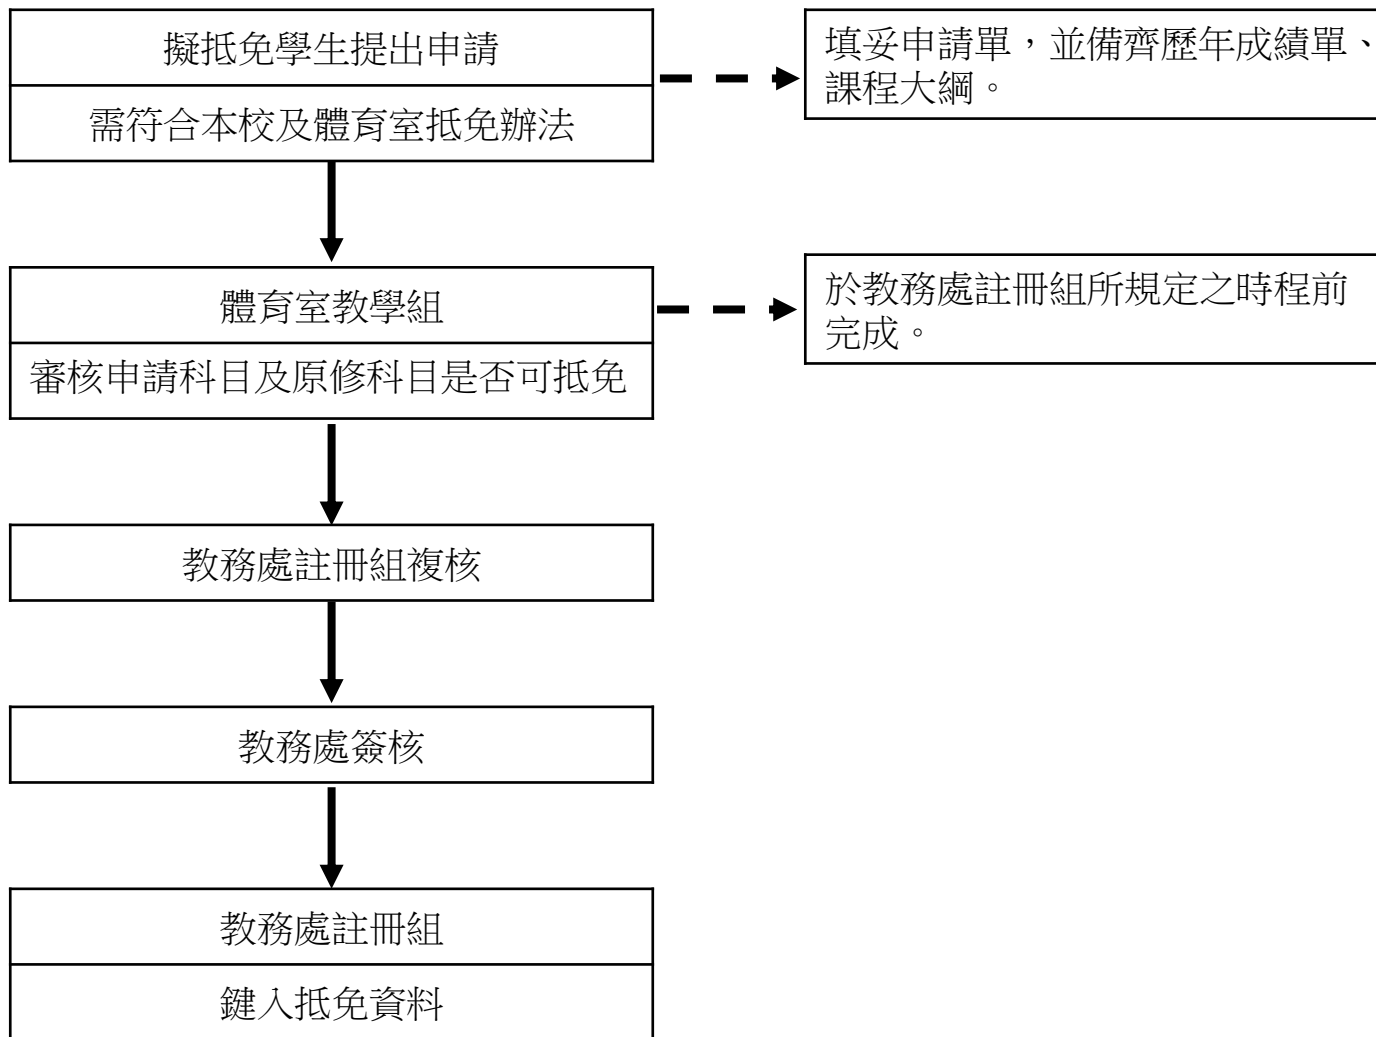 擬抵免學生提出申請
需符合本校及體育室抵免辦法
填妥申請單，並備齊歷年成績單、
課程大綱。
體育室教學組
審核申請科目及原修科目是否可抵免
於教務處註冊組所規定之時程前
完成。
教務處註冊組複核
教務處簽核
教務處註冊組
鍵入抵免資料